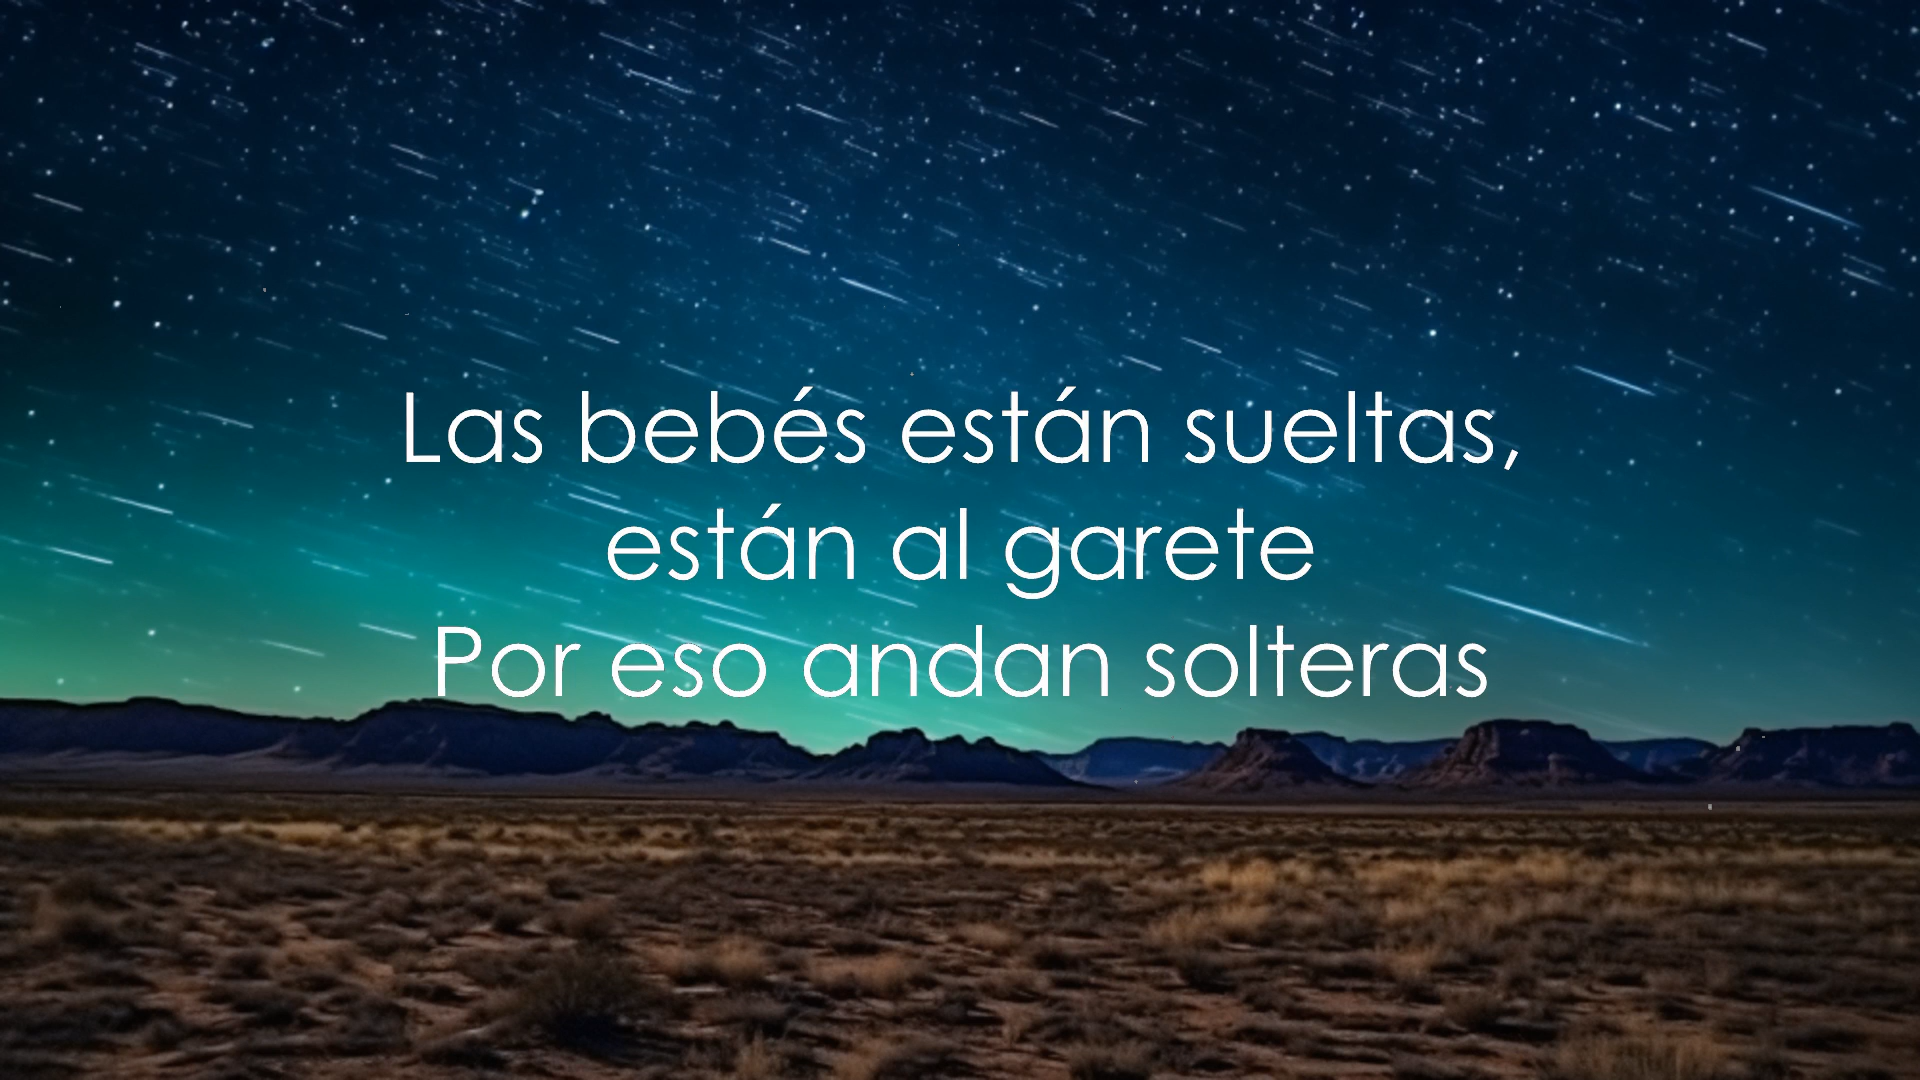 Las bebés están sueltas,
están al garete
Por eso andan solteras